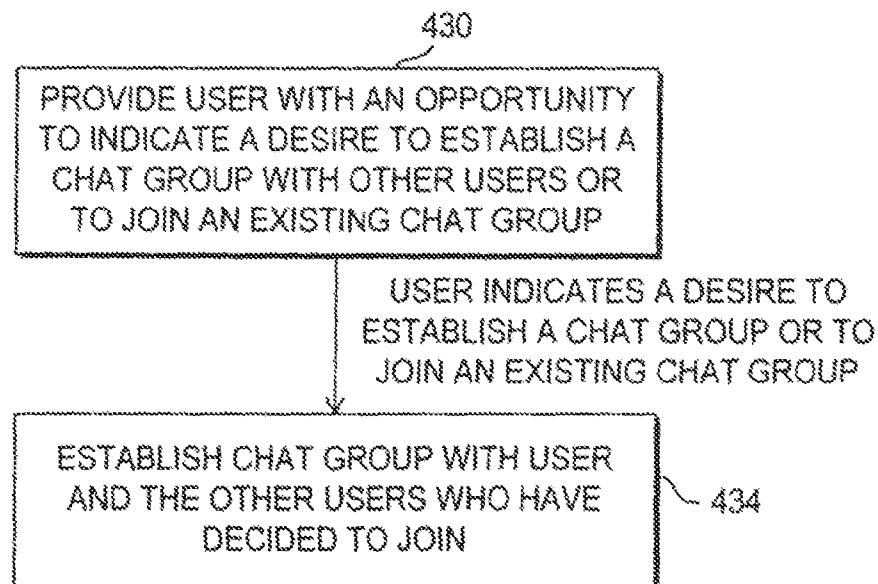 430
PROVIDE USER WITH AN OPPORTUNITY
TO INDICATE A DESIRE TO ESTABLISH A
CHAT GROUP WITH OTHER USERS OR
TO JOIN AN EXISTING CHAT GROUP
USER INDICATES A DESIRE TO
ESTABLISH A CHAT GROUP OR TO
JOIN AN EXISTING CHAT GROUP
ESTABLISH CHAT GROUP WITH USER
AND THE OTHER USERS WHO HAVE
DECIDED TO JOIN
434